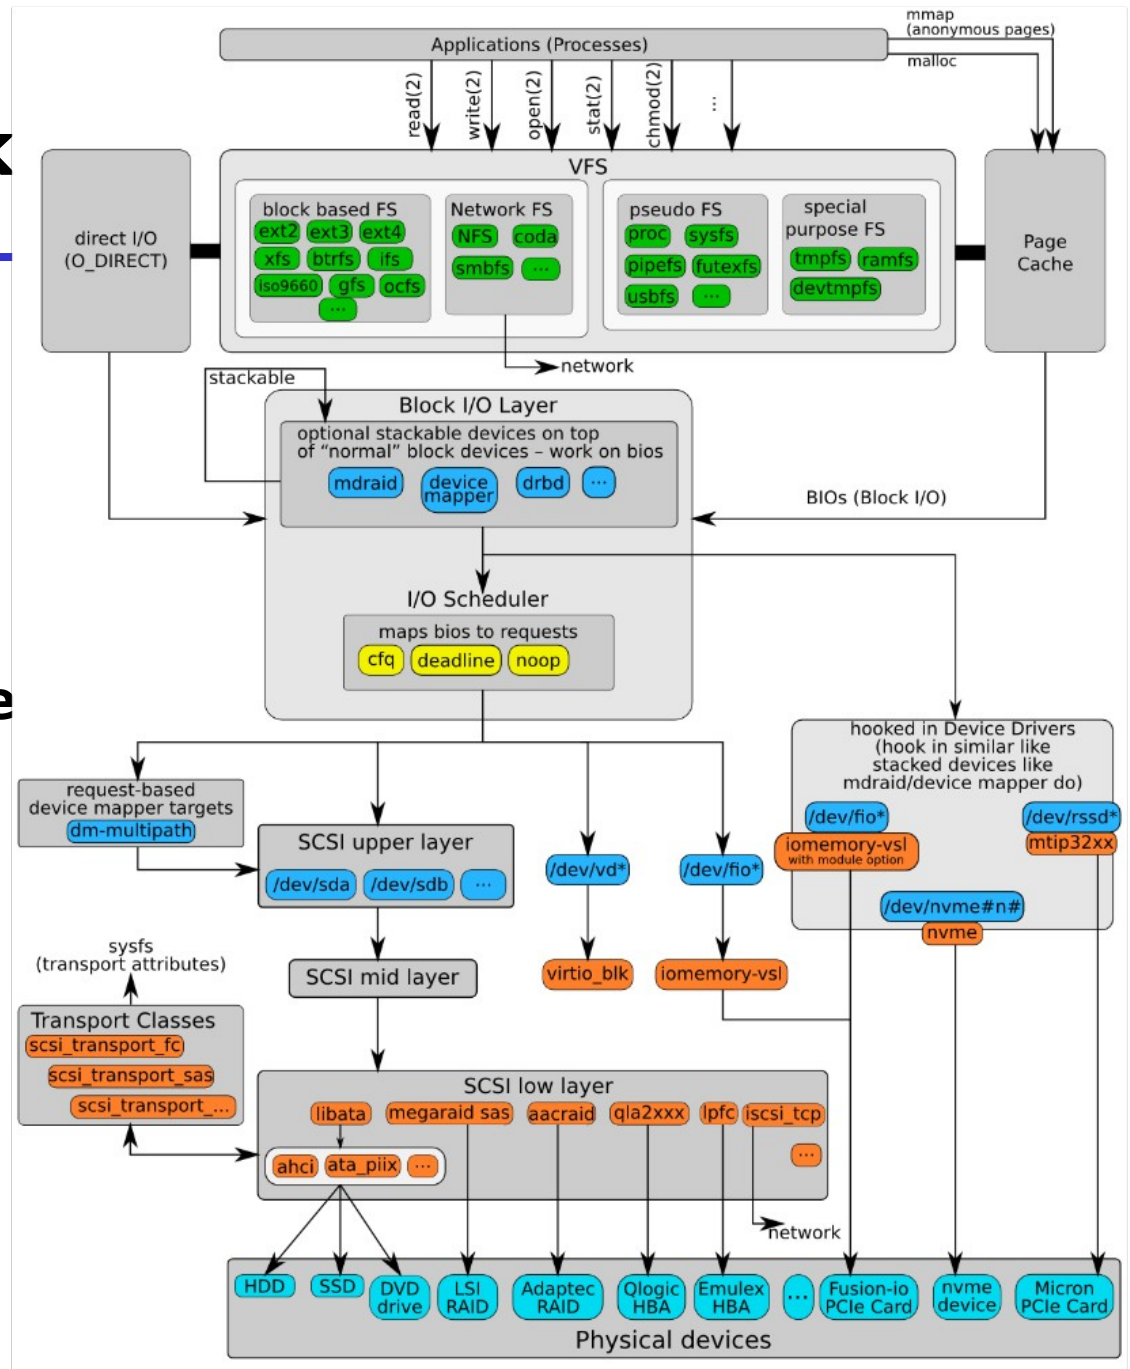 mmap
(anonymous pages)
Applications (Processes)
malloc
read(2)
write(2)
open(2)
stat(2)
chmod(2)
...
k
VFS
direct I/O
(O_DIRECT)
block based FS
ext2 ext3 ext4
xfs btrfs ifs
iso9660 gfs ocfs
...
Network FS
NFS coda
smbfs ...
pseudo FS
proc sysfs
pipefs futexfs
usbfs ...
special
purpose FS
tmpfs ramfs
devtmpfs
Page
Cache
network
stackable
Block I/O Layer
optional stackable devices on top
of “normal” block devices – work on bios
mdraid device
mapper drbd ...
BIOs (Block I/O)
I/O Scheduler
maps bios to requests
cfq deadline noop
e
hooked in Device Drivers
(hook in similar like
stacked devices like
mdraid/device mapper do)
/dev/fio*
iomemory-vsl
with module option
/dev/rssd*
mtip32xx
/dev/nvme#n#
nvme
request-based
device mapper targets
dm-multipath
SCSI upper layer
/dev/sda /dev/sdb ...
/dev/vd*
/dev/fio*
SCSI mid layer
virtio_blk
iomemory-vsl
sysfs
(transport attributes)
Transport Classes
scsi_transport_fc
scsi_transport_sas
scsi_transport_...
SCSI low layer
libata megaraid sas aacraid qla2xxx lpfc iscsi_tcp
ahci ata_piix ...
...
network
HDD
SSD
DVD
drive
LSI
RAID
Adaptec
RAID
Qlogic
HBA
Emulex
HBA
...
Fusion-io
PCIe Card
nvme
device
Micron
PCIe Card
Physical devices